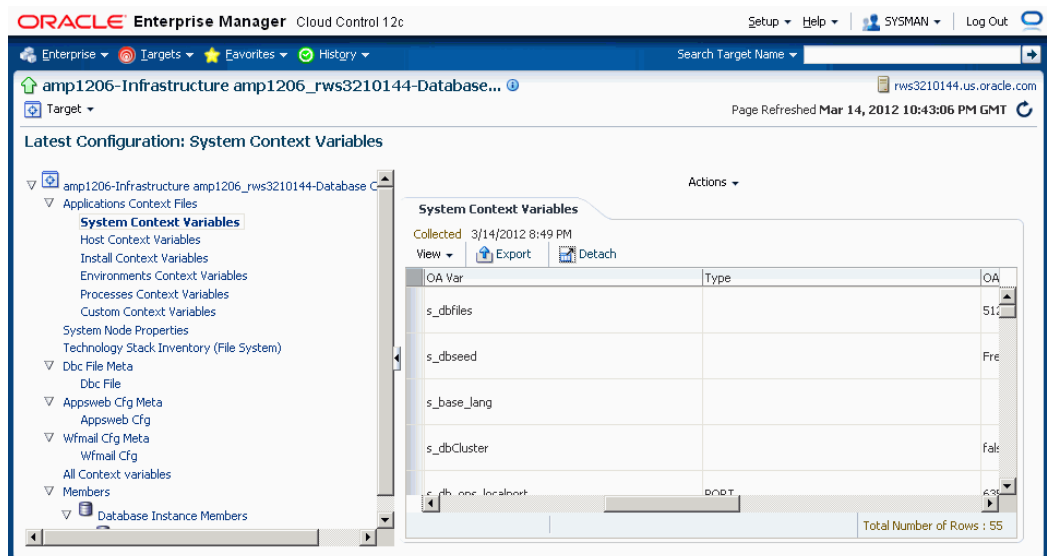 ORACLE Enterprise Manager Cloud Control 12c
Setup Help SYSMAN Log Out
Enterprise Targets Favorites History Search Target Name
amp1206-Infrastructure amp1206_rws3210144-Database...
rws3210144.us.oracle.com
Target
Page Refreshed Mar 14, 2012 10:43:06 PM GMT
Latest Configuration: System Context Variables
amp1206-Infrastructure amp1206_rws3210144-Database C
Applications Context Files
System Context Variables
Host Context Variables
Install Context Variables
Environments Context Variables
Processes Context Variables
Custom Context Variables
System Node Properties
Technology Stack Inventory (File System)
Dbc File Meta
Dbc File
Appsweb Cfg Meta
Appsweb Cfg
Wfmail Cfg Meta
Wfmail Cfg
All Context variables
Members
Database Instance Members
Actions
System Context Variables
Collected 3/14/2012 8:49 PM
View Export Detach
OA Var Type OA
s_dbfiles 512
s_dbseed Fre
s_base_lang
s_dbCluster fals
s_db_ons_localport PORT
Total Number of Rows : 55